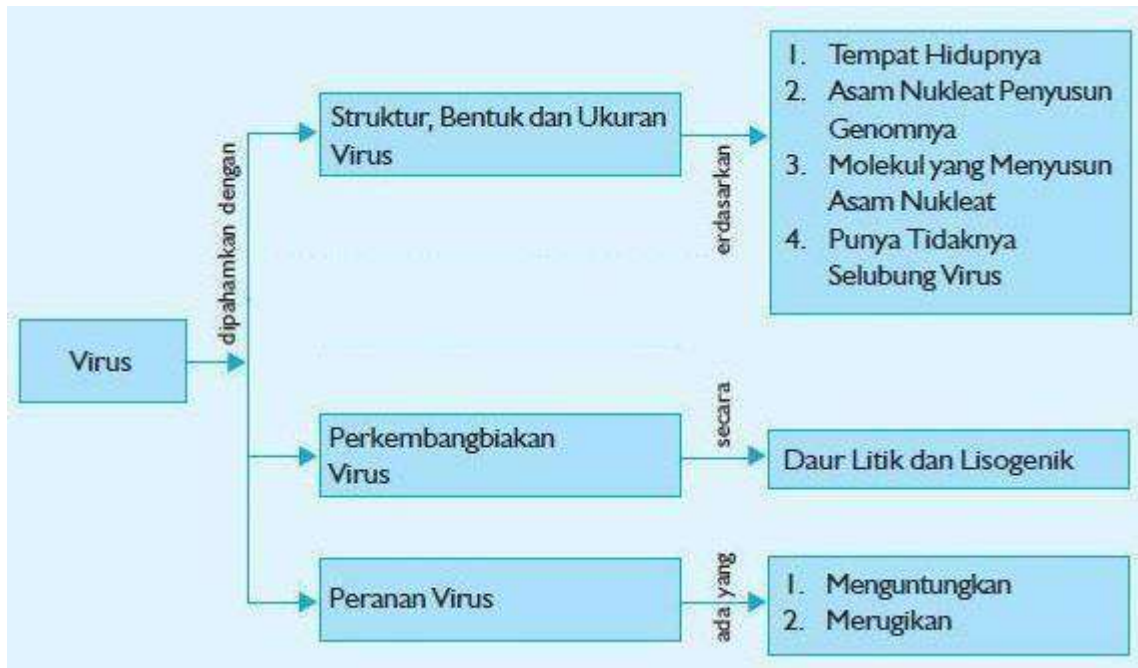 Virus
dipahamkan dengan
Struktur, Bentuk dan Ukuran
Virus
erdasarkan
1. Tempat Hidupnya
2. Asam Nukleat Penyusun
Genomnya
3. Molekul yang Menyusun
Asam Nukleat
4. Punya Tidaknya
Selubung Virus
Perkembangbiakan
Virus
secara
Daur Litik dan Lisogenik
Peranan Virus
ada yang
1. Menguntungkan
2. Merugikan